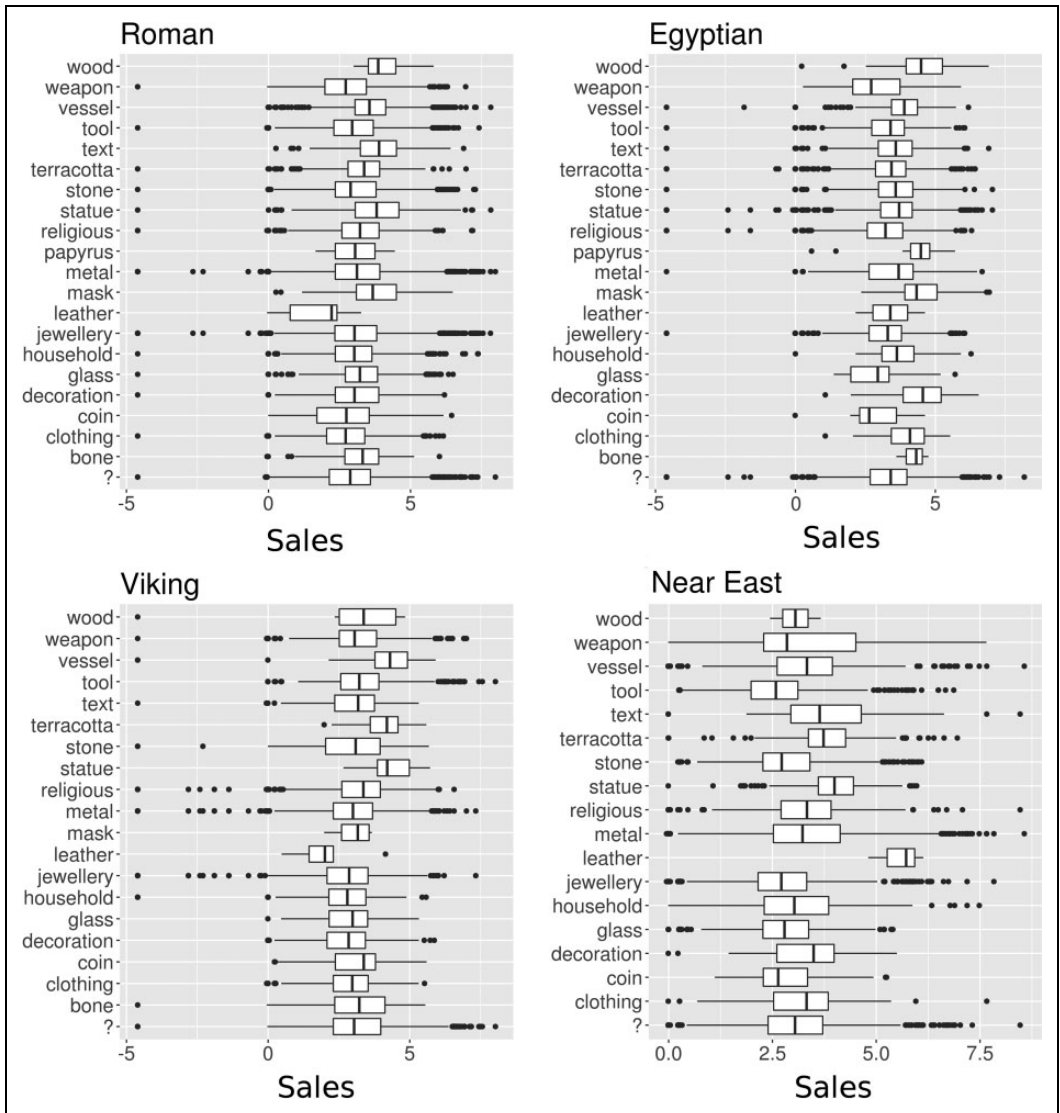 Roman
wood
weapon
vessel
tool
text
terracotta
stone
statue
religious
papyrus
metal
mask
leather
jewellery
household
glass
decoration
coin
clothing
bone
?
-5 0 5
Sales
Egyptian
wood
weapon
vessel
tool
text
terracotta
stone
statue
religious
papyrus
metal
mask
leather
jewellery
household
glass
decoration
coin
clothing
bone
?
-5 0 5
Sales
Viking
wood
weapon
vessel
tool
text
terracotta
stone
statue
religious
metal
mask
leather
jewellery
household
glass
decoration
coin
clothing
bone
?
-5 0 5
Sales
Near East
wood
weapon
vessel
tool
text
terracotta
stone
statue
religious
metal
leather
jewellery
household
glass
decoration
coin
clothing
?
0.0 2.5 5.0 7.5
Sales